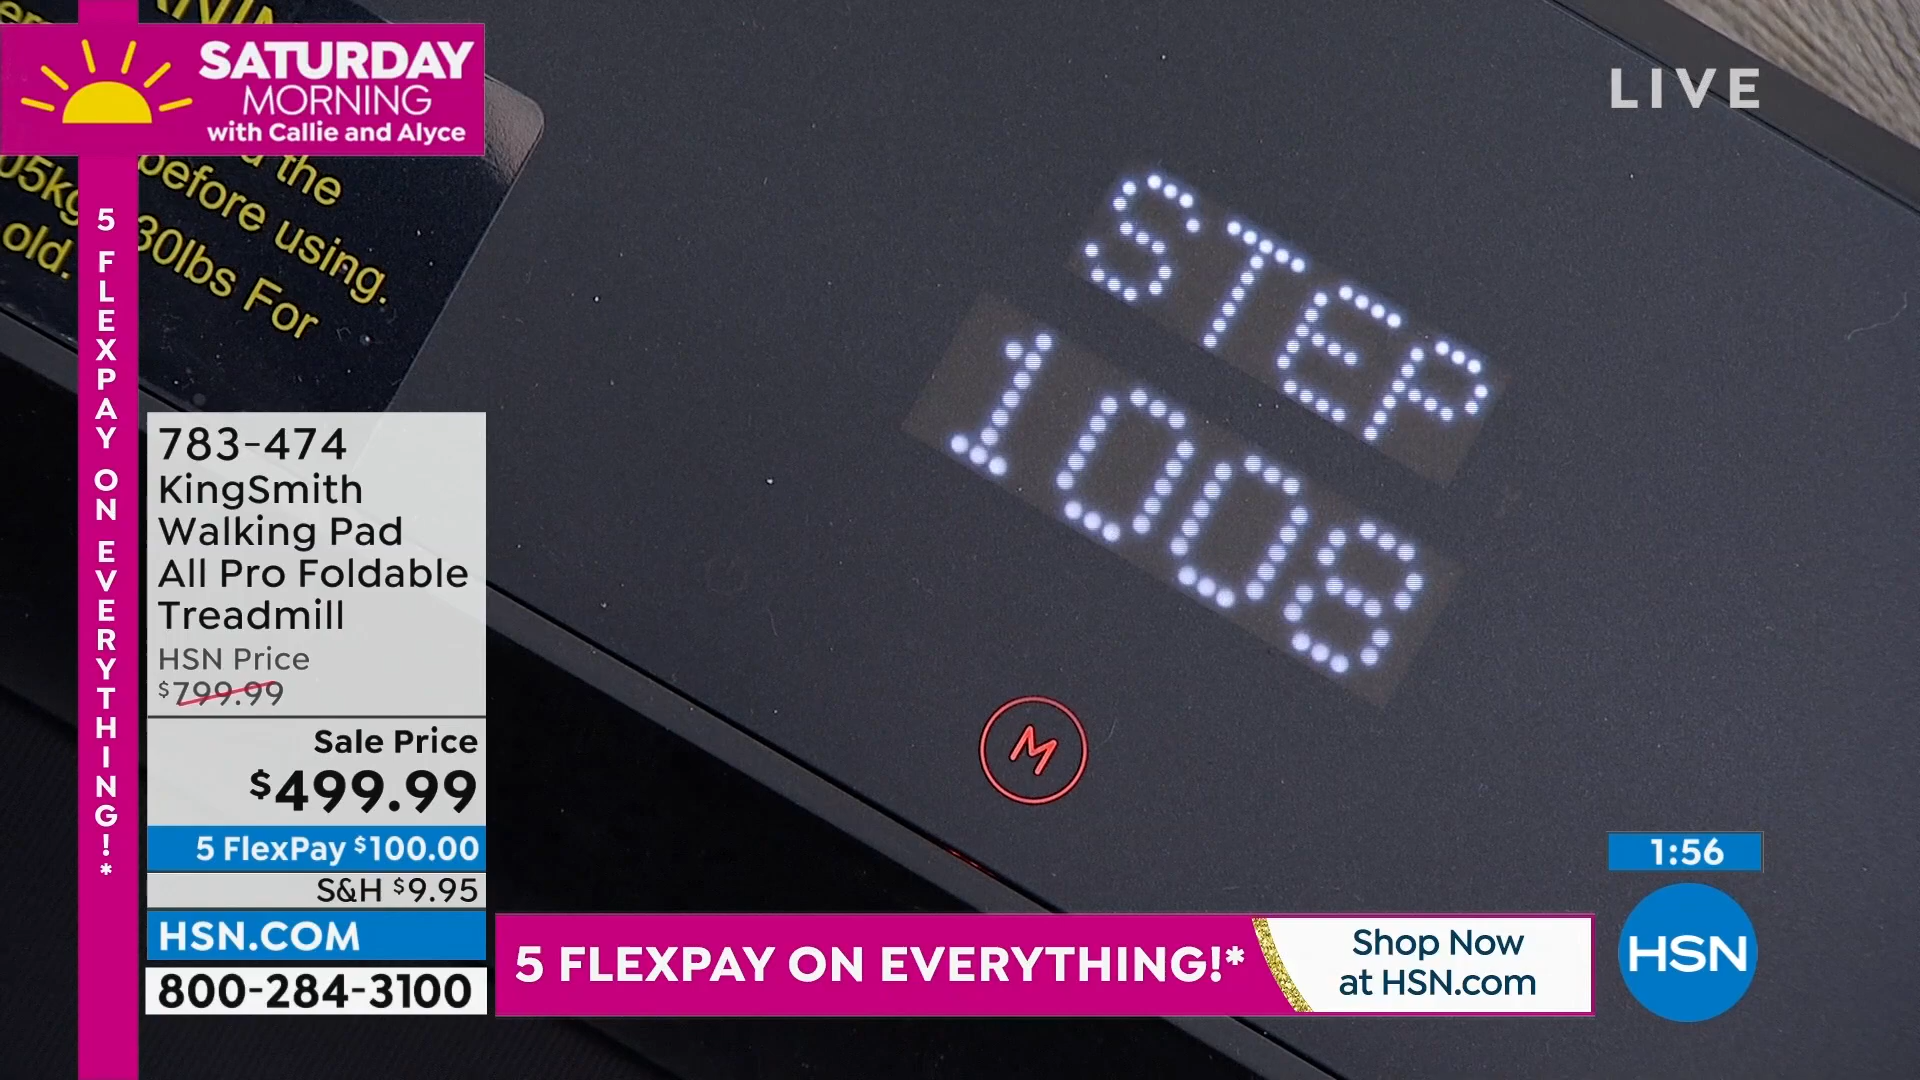 SATURDAY
MORNING
with Callie and Alyce
LIVE
the
before using.
30lbs For
05kg
old.
5 FLEXPAY ON EVERYTHING!*
STEP
1008
M
783-474
KingSmith
Walking Pad
All Pro Foldable
Treadmill
HSN Price
$799.99
Sale Price
$499.99
5 FlexPay $100.00
S&H $9.95
HSN.COM
800-284-3100
5 FLEXPAY ON EVERYTHING!*
Shop Now
at HSN.com
1:56
HSN